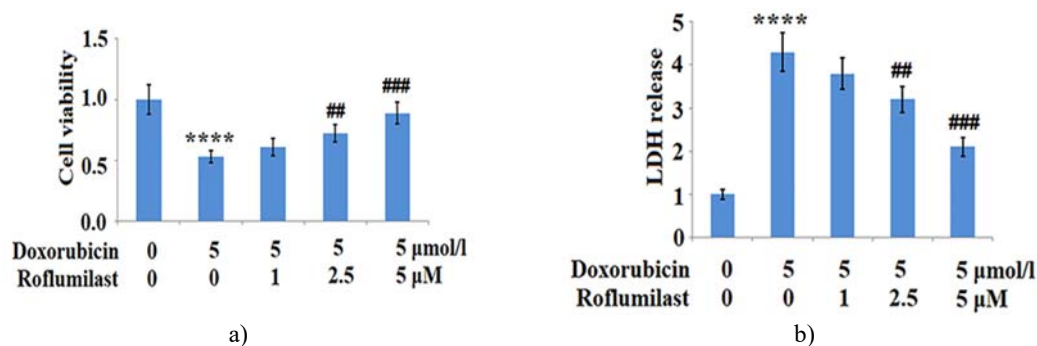 Cell viability
1.5
1.0
0.5
0.0
****
##
###
Doxorubicin 0 5 5 5 5 μmol/l
Roflumilast 0 0 1 2.5 5 μM
a)
LDH release
5
4
3
2
1
0
****
##
###
Doxorubicin 0 5 5 5 5 μmol/l
Roflumilast 0 0 1 2.5 5 μM
b)